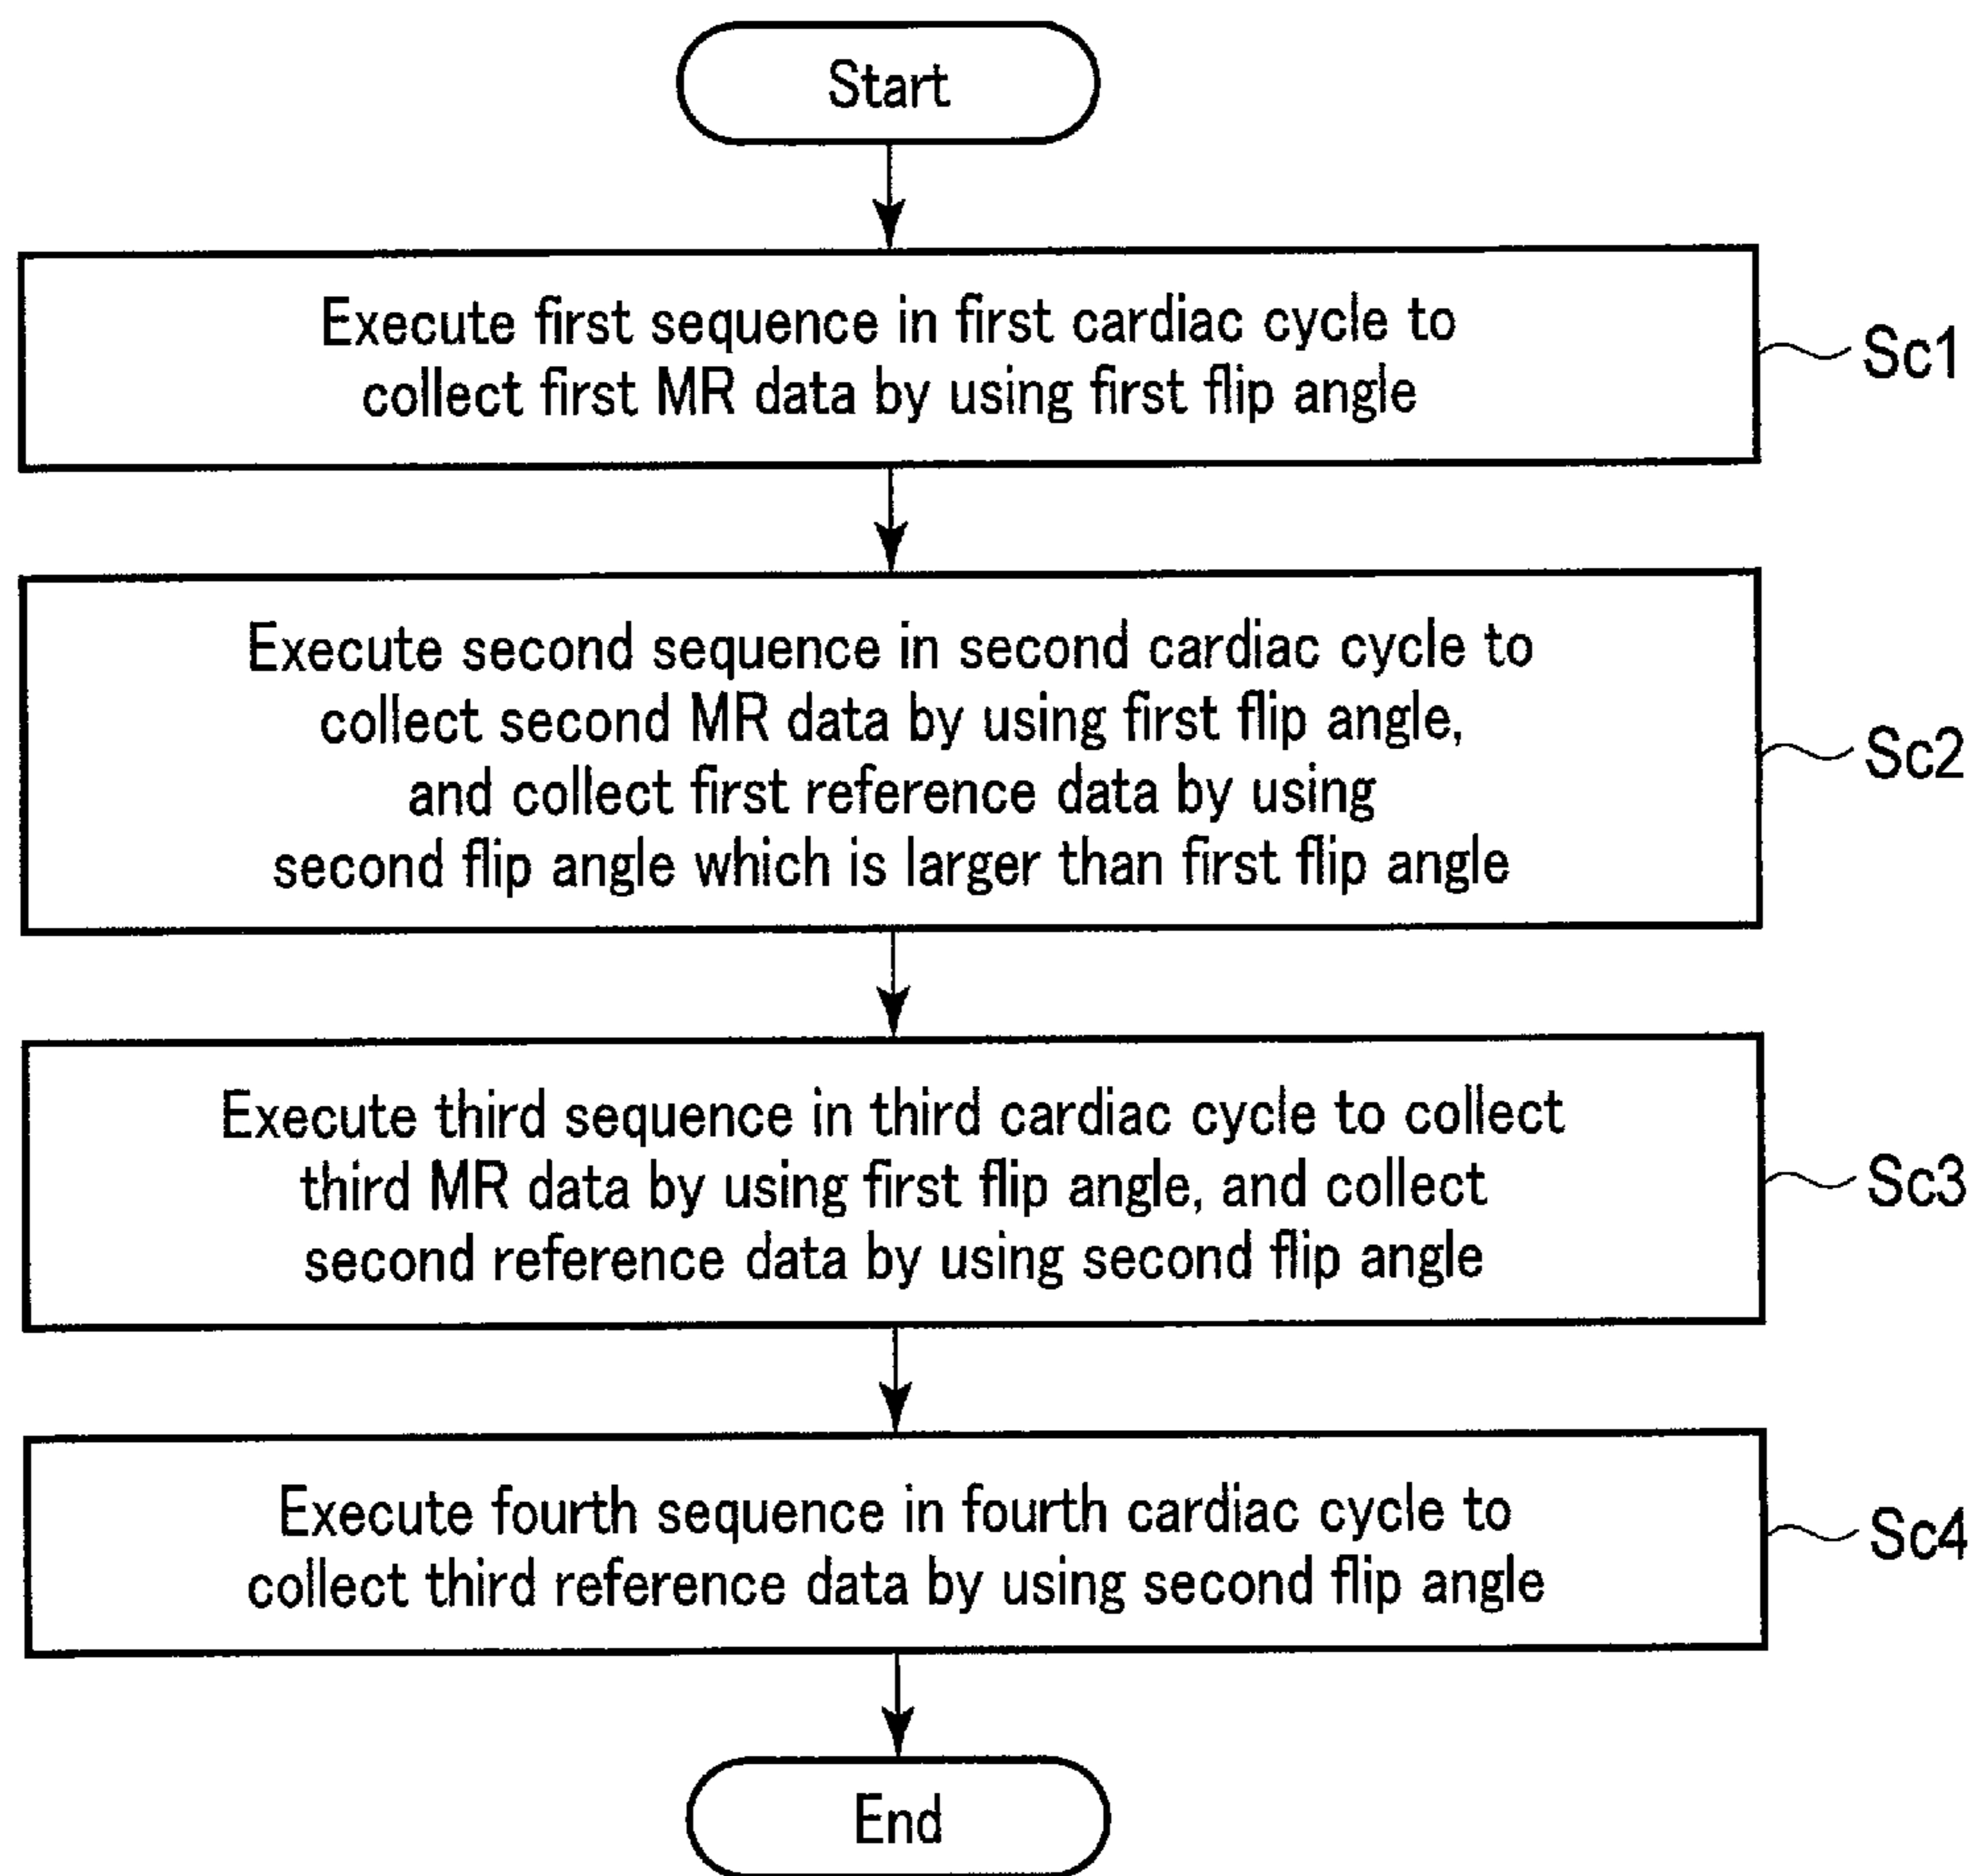 Start
Execute first sequence in first cardiac cycle to
collect first MR data by using first flip angle
Sc1
Execute second sequence in second cardiac cycle to
collect second MR data by using first flip angle,
and collect first reference data by using
second flip angle which is larger than first flip angle
Sc2
Execute third sequence in third cardiac cycle to collect
third MR data by using first flip angle, and collect
second reference data by using second flip angle
Sc3
Execute fourth sequence in fourth cardiac cycle to
collect third reference data by using second flip angle
Sc4
End